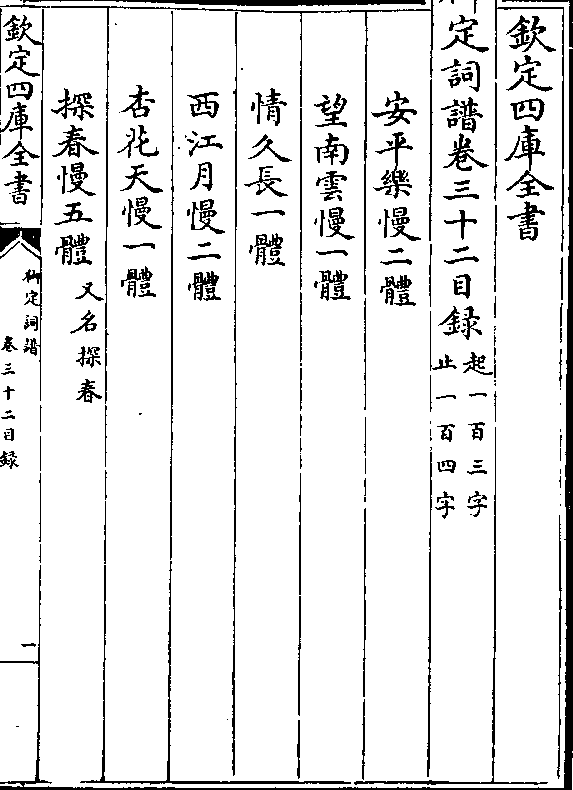 欽定四庫全書
御定詞譜卷三十二目録 起一百三字
止一百四字
安平樂慢二體
望南雲慢一體
情久長一體
西江月慢二體
杏花天慢一體
探春慢五體 又名探春
欽定四庫全書
御定詞譜
卷三十二目録
一